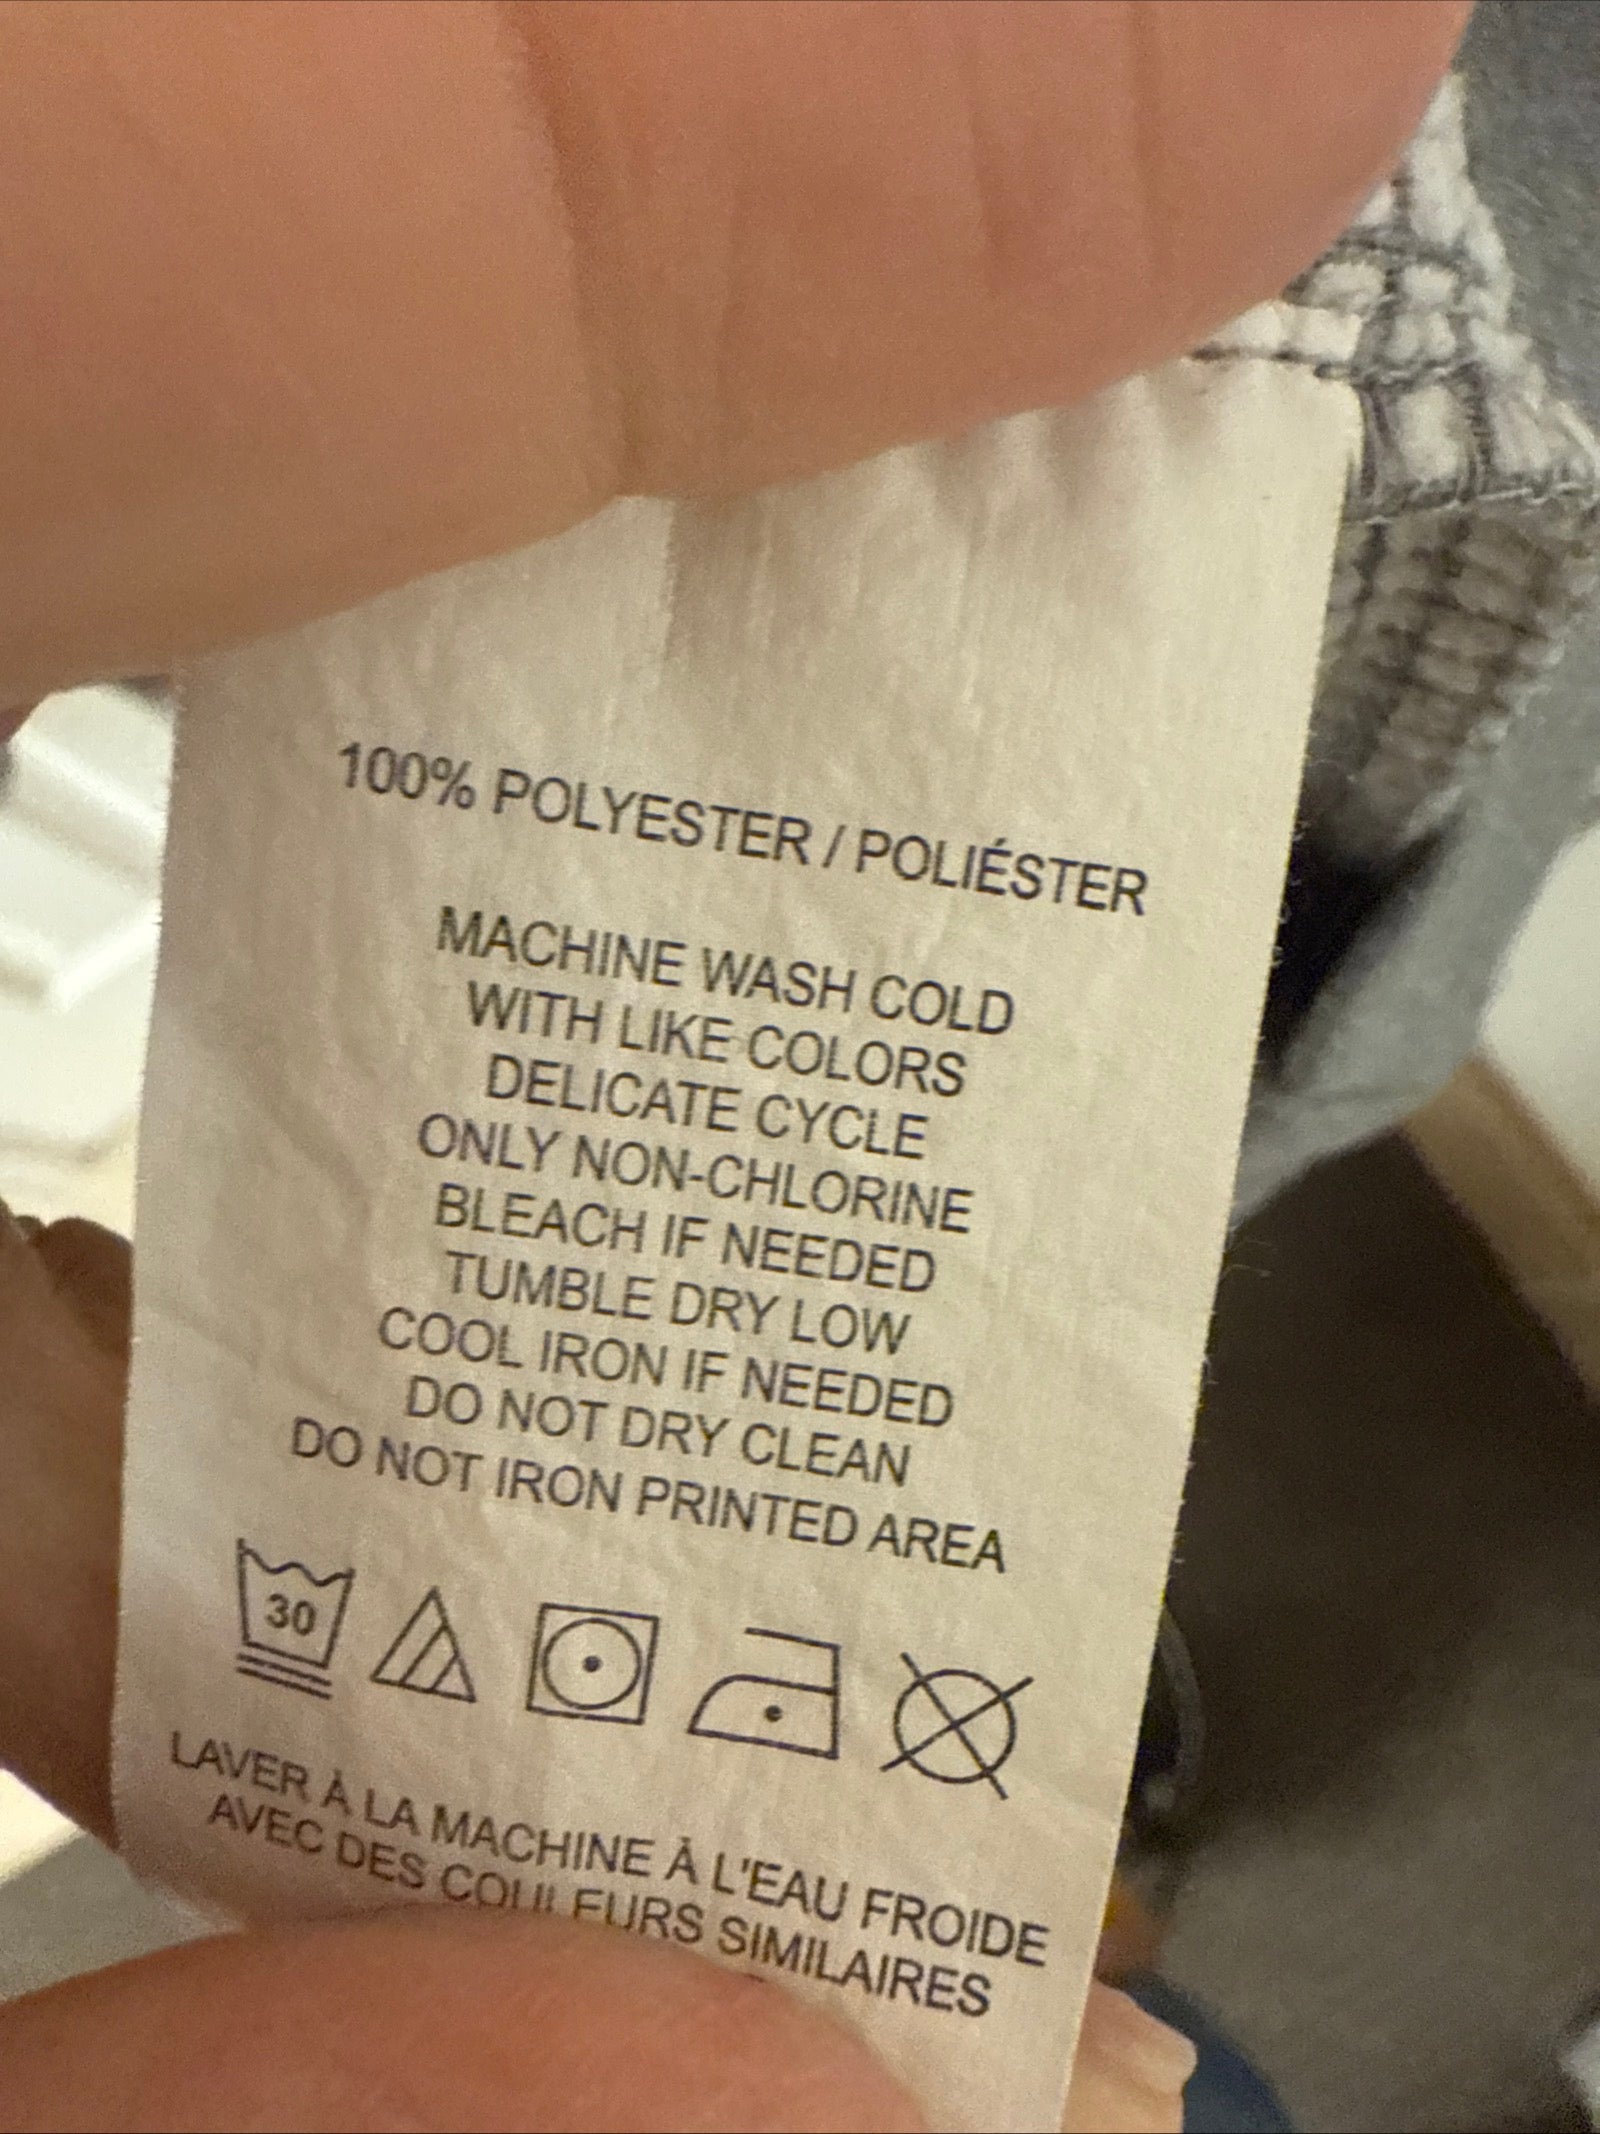 100% POLYESTER / POLIÉSTER
MACHINE WASH COLD
WITH LIKE COLORS
DELICATE CYCLE
ONLY NON-CHLORINE
BLEACH IF NEEDED
TUMBLE DRY LOW
COOL IRON IF NEEDED
DO NOT DRY CLEAN
DO NOT IRON PRINTED AREA
30
LAVER À LA MACHINE À L'EAU FROIDE
AVEC DES COULEURS SIMILAIRES